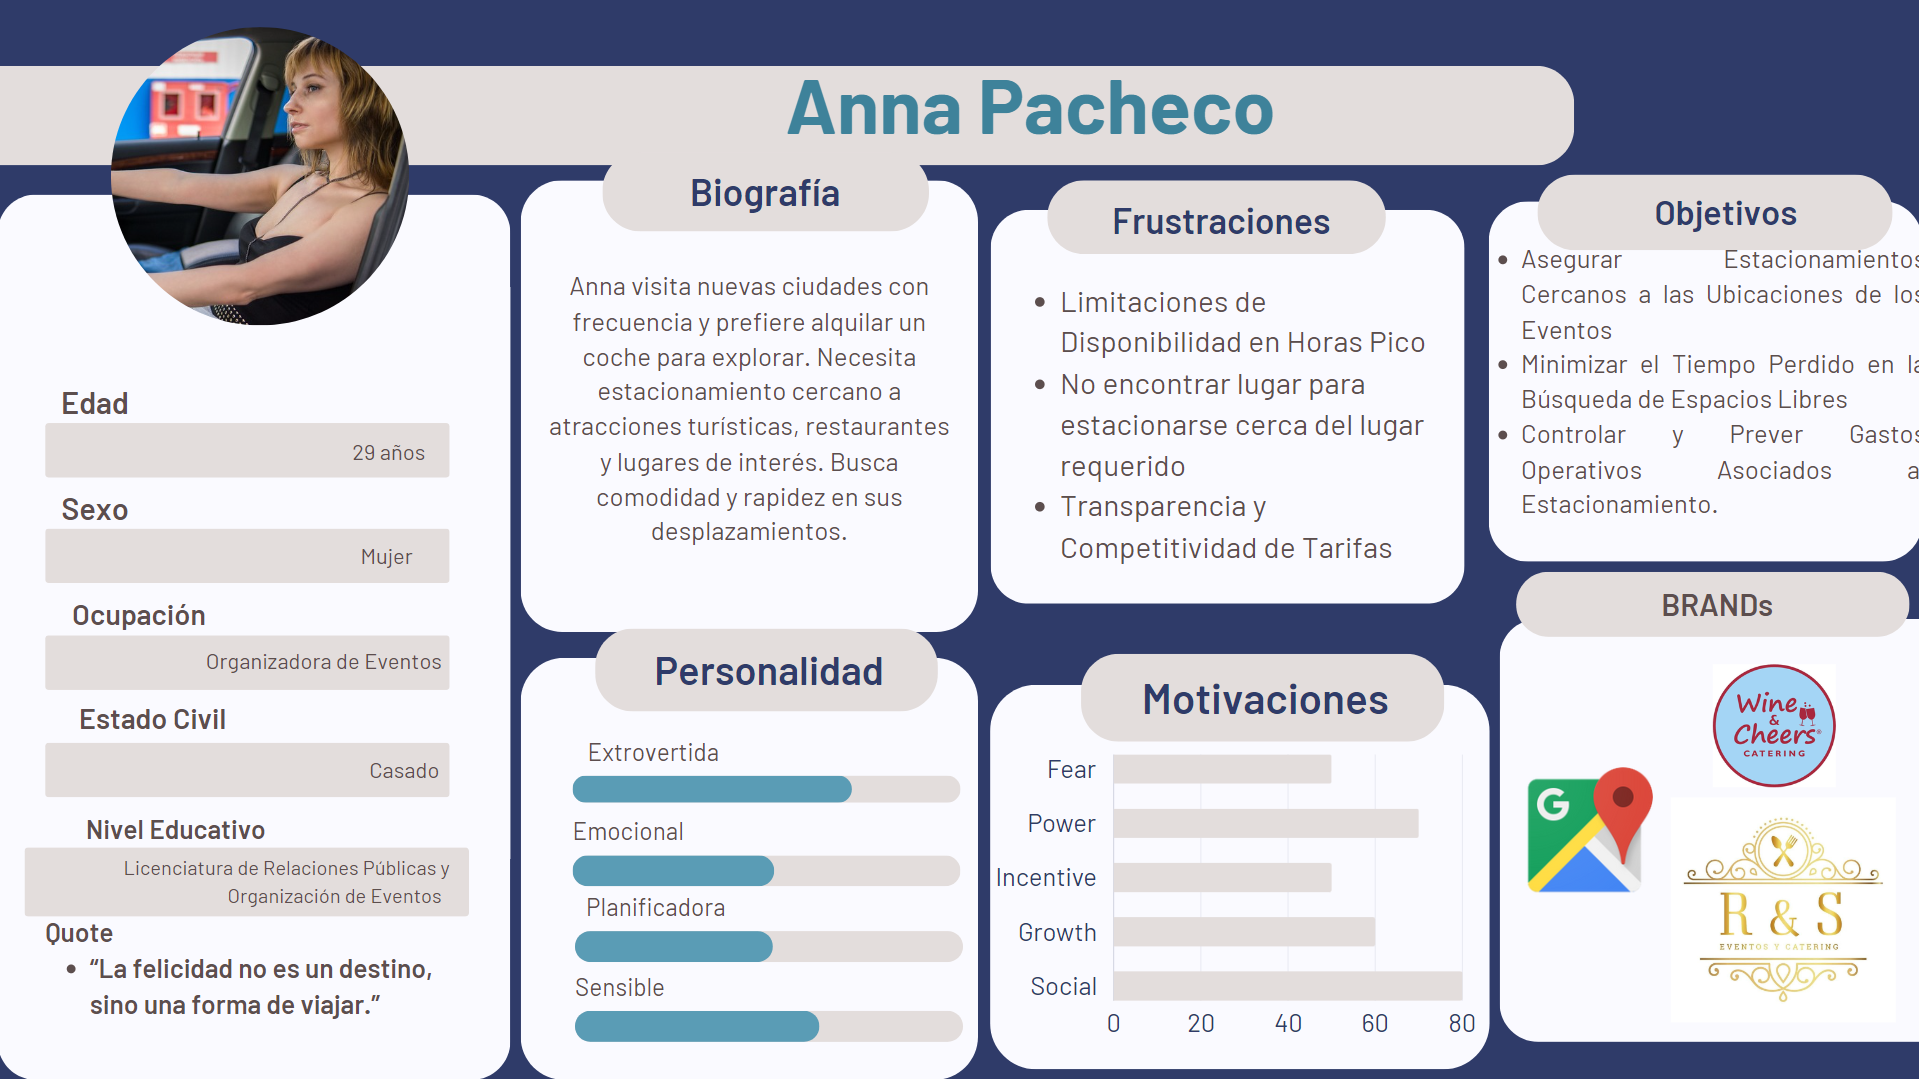 Anna Pacheco
Edad
29 años
Sexo
Mujer
Ocupación
Organizadora de Eventos
Estado Civil
Casado
Nivel Educativo
Licenciatura de Relaciones Públicas y
Organización de Eventos
Quote
• “La felicidad no es un destino,
sino una forma de viajar.”
Biografía
Anna visita nuevas ciudades con
frecuencia y prefiere alquilar un
coche para explorar. Necesita
estacionamiento cercano a
atracciones turísticas, restaurantes
y lugares de interés. Busca
comodidad y rapidez en sus
desplazamientos.
Personalidad
Extrovertida
Emocional
Planificadora
Sensible
Frustraciones
• Limitaciones de
Disponibilidad en Horas Pico
• No encontrar lugar para
estacionarse cerca del lugar
requerido
• Transparencia y
Competitividad de Tarifas
Motivaciones
Fear
Power
Incentive
Growth
Social
0 20 40 60 80
Objetivos
• Asegurar Estacionamientos
Cercanos a las Ubicaciones de los
Eventos
• Minimizar el Tiempo Perdido en la
Búsqueda de Espacios Libres
• Controlar y Prever Gastos
Operativos Asociados a
Estacionamiento.
BRANDs
Wine
&
Cheers®
CATERING
G
R & S
EVENTOS Y CATERING